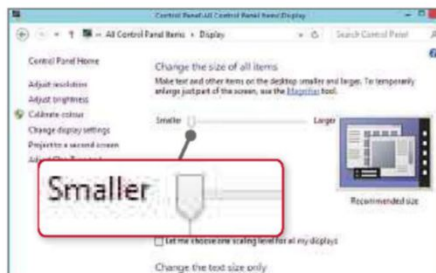 Control Panel\All Control Panel Items\Display
All Control Panel Items
Display
Search Control Panel
Control Panel Home
Adjust resolution
Adjust brightness
Calibrate colour
Change display settings
Project to a second screen
Change the size of all items
Make text and other items on the desktop smaller and larger. To temporarily
enlarge just part of the screen, use the Magnifier tool.
Smaller
Larger
Recommended size
Smaller
Let me choose one scaling level for all my displays
Change the text size only